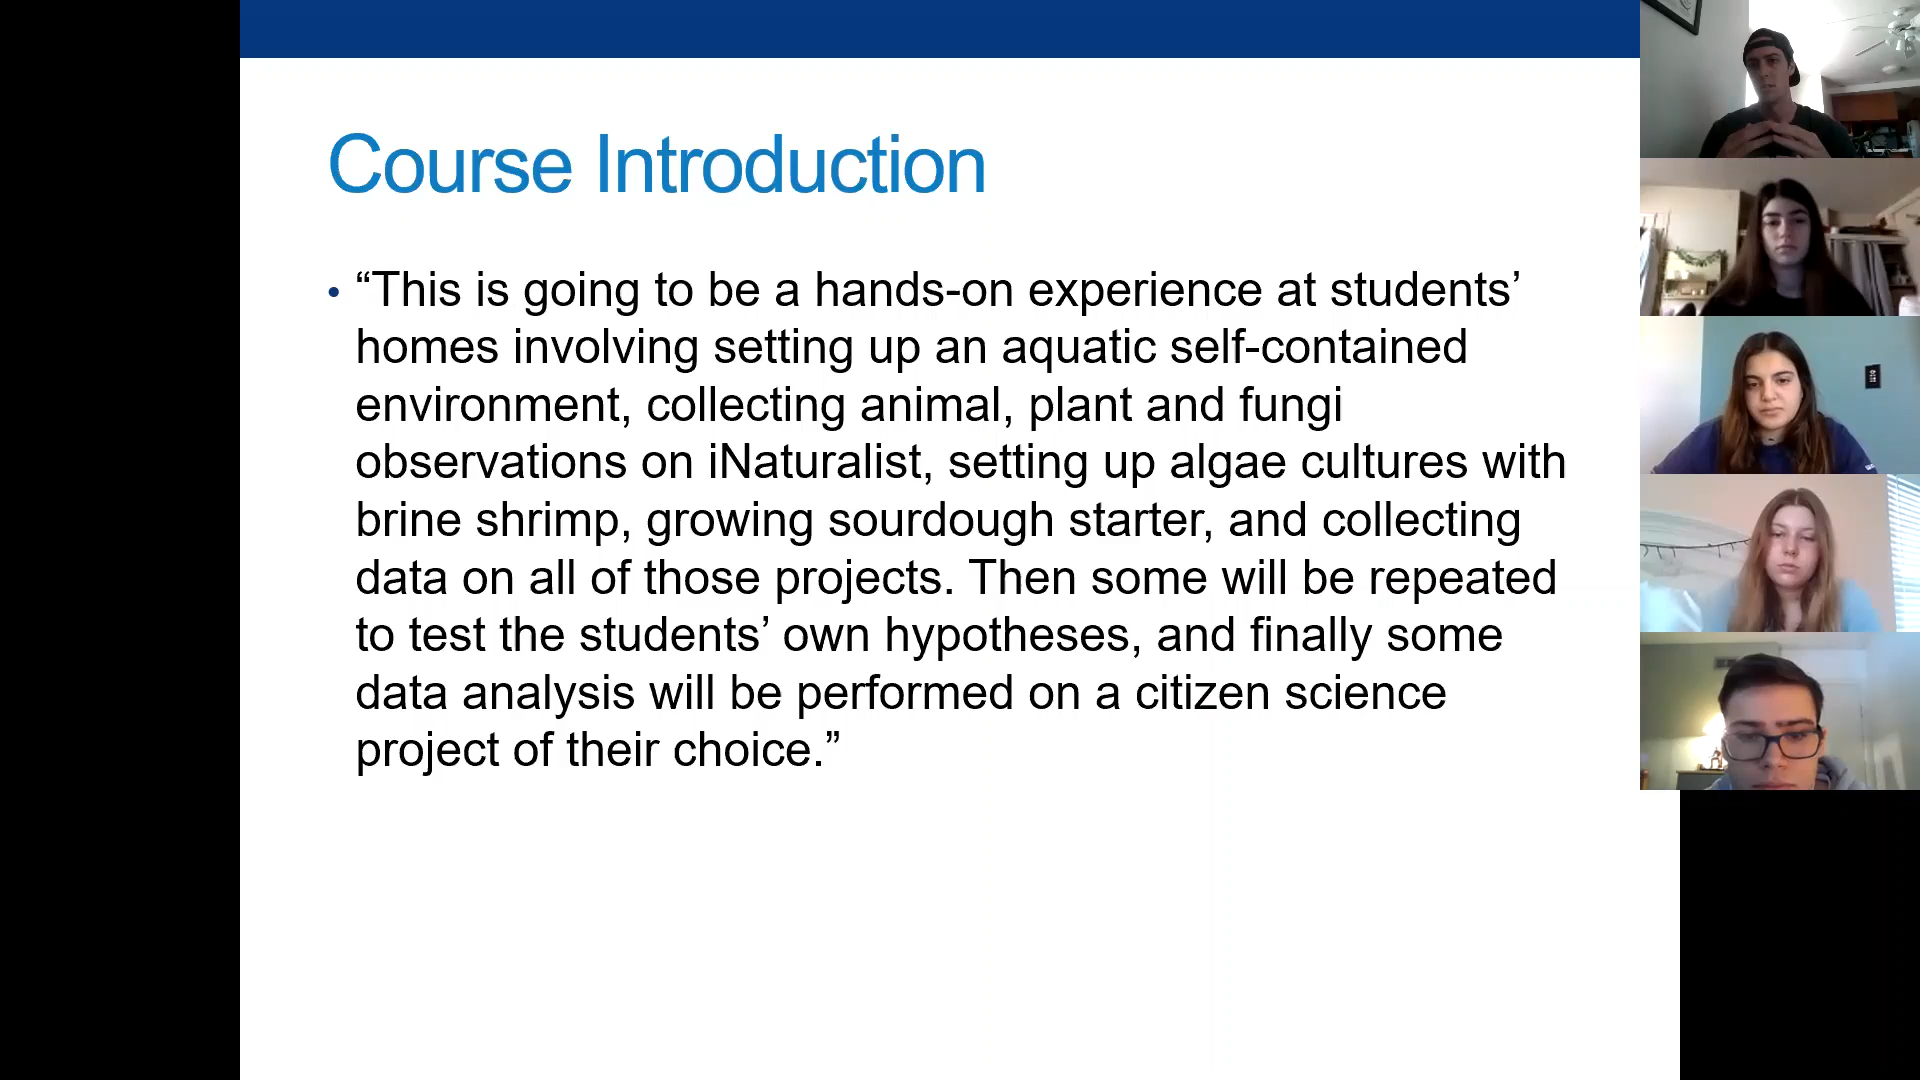 Course Introduction
• “This is going to be a hands-on experience at students’
homes involving setting up an aquatic self-contained
environment, collecting animal, plant and fungi
observations on iNaturalist, setting up algae cultures with
brine shrimp, growing sourdough starter, and collecting
data on all of those projects. Then some will be repeated
to test the students’ own hypotheses, and finally some
data analysis will be performed on a citizen science
project of their choice.”